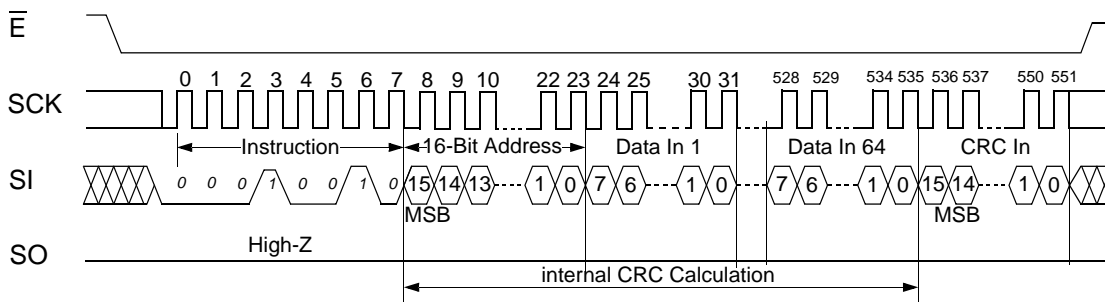 E
0 1 2 3 4 5 6 7 8 9 10 22 23 24 25 30 31 528 529 534 535 536 537 550 551
SCK
Instruction 16-Bit Address Data In 1 Data In 64 CRC In
SI 0 0 0 1 0 0 1 0 15 14 13 1 0 7 6 1 0 7 6 1 0 15 14 1 0
MSB MSB
High-Z
SO
internal CRC Calculation